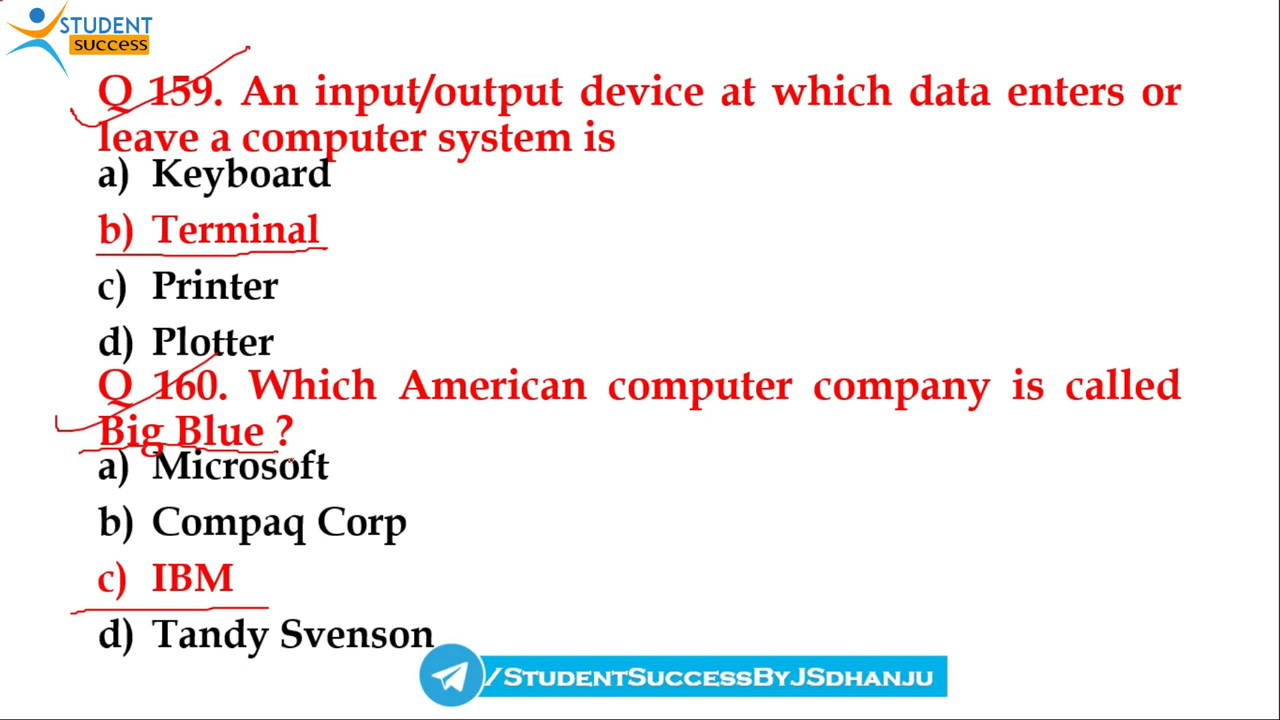 STUDENT
SUCCESS
Q 159. An input/output device at which data enters or
leave a computer system is
a) Keyboard
b) Terminal
c) Printer
d) Plotter
Q 160. Which American computer company is called
Big Blue ?
a) Microsoft
b) Compaq Corp
c) IBM
d) Tandy Svenson
/STUDENTSUCCESSBYJSDHANJU